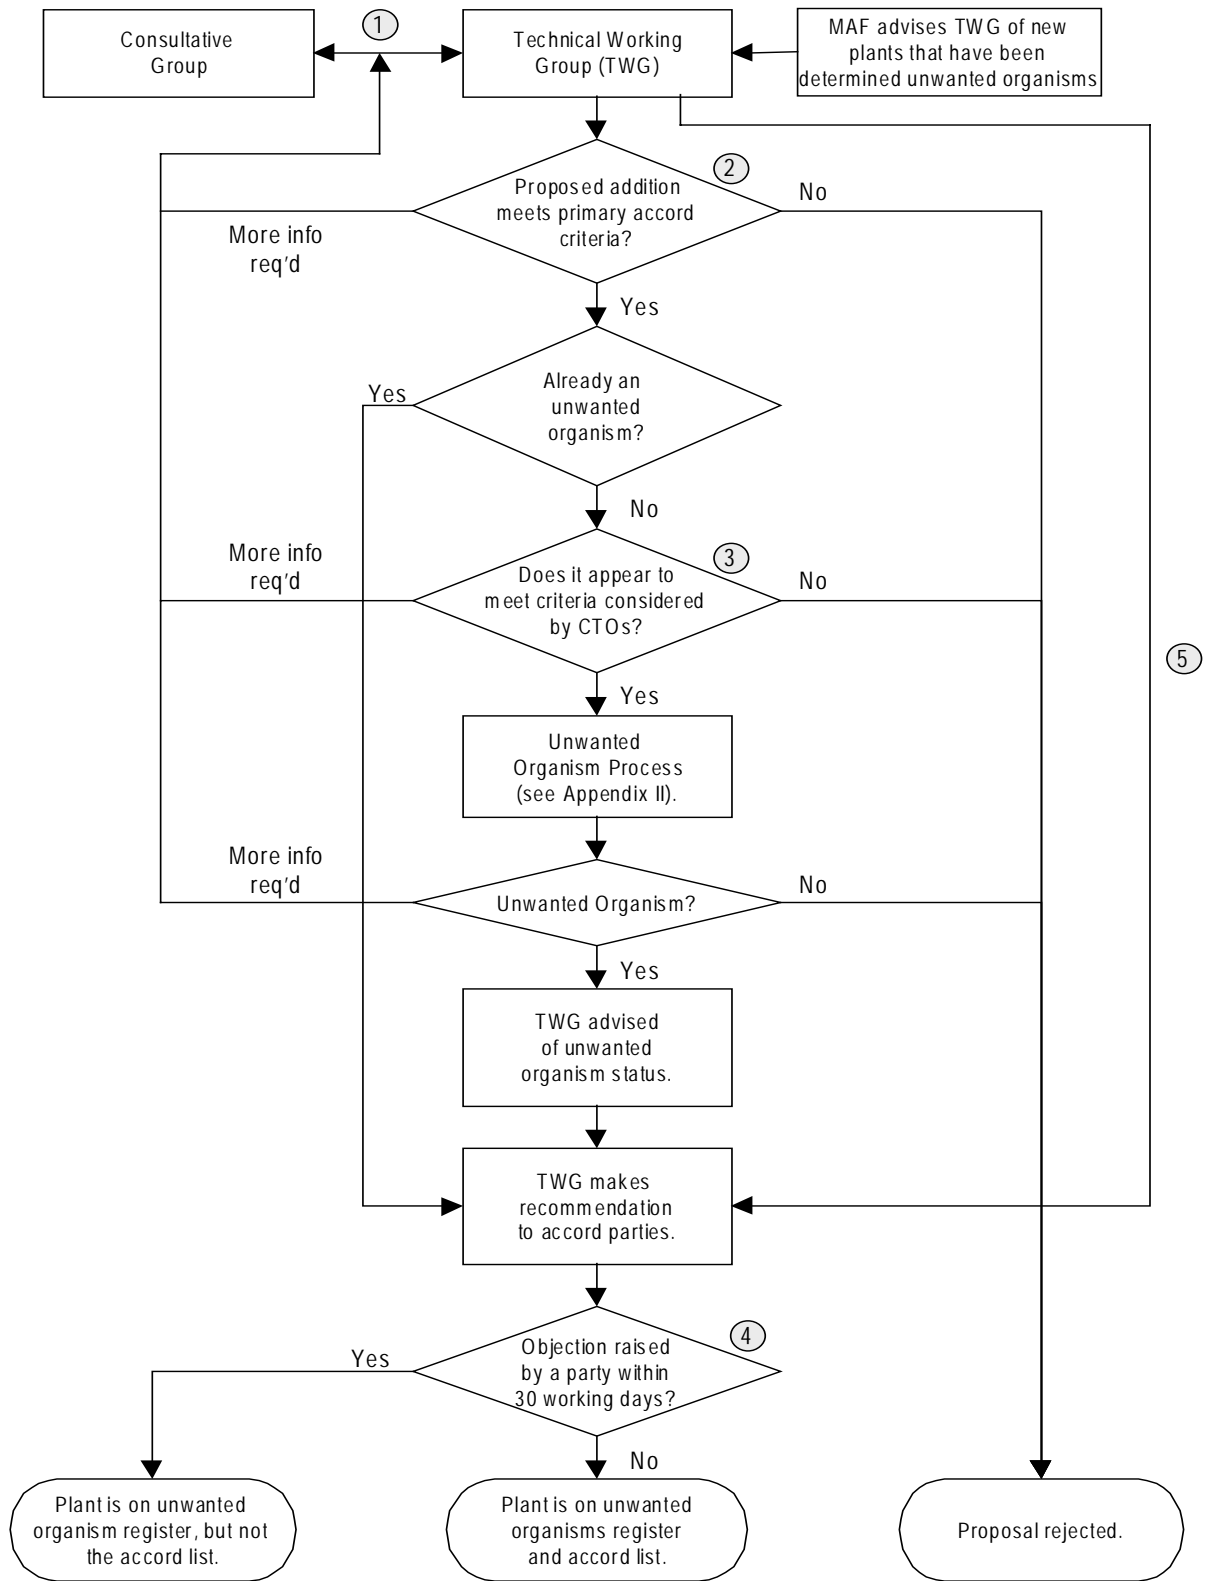 1
Consultative
Group
Technical Working
Group (TWG)
MAF advises TWG of new
plants that have been
determined unwanted organisms
2
Proposed addition
meets primary accord
criteria?
No
More info
req'd
Yes
Already an
unwanted
organism?
Yes
No
More info
req'd
3
Does it appear to
meet criteria considered
by CTOs?
No
5
Yes
Unwanted
Organism Process
(see Appendix II).
More info
req'd
Unwanted Organism?
No
Yes
TWG advised
of unwanted
organism status.
TWG makes
recommendation
to accord parties.
4
Objection raised
by a party within
30 working days?
Yes
No
Plant is on unwanted
organism register, but not
the accord list.
Plant is on unwanted
organisms register
and accord list.
Proposal rejected.